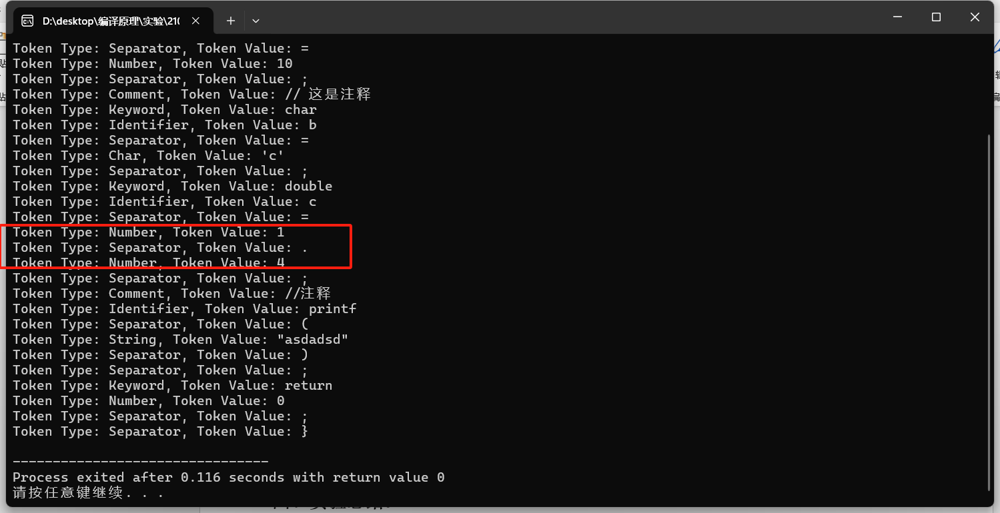 D:\desktop\编译原理\实验\210
Token Type: Separator, Token Value: =
Token Type: Number, Token Value: 10
Token Type: Separator, Token Value: ;
Token Type: Comment, Token Value: // 这是注释
Token Type: Keyword, Token Value: char
Token Type: Identifier, Token Value: b
Token Type: Separator, Token Value: =
Token Type: Char, Token Value: 'c'
Token Type: Separator, Token Value: ;
Token Type: Keyword, Token Value: double
Token Type: Identifier, Token Value: c
Token Type: Separator, Token Value: =
Token Type: Number, Token Value: 1
Token Type: Separator, Token Value: .
Token Type: Number, Token Value: 4
Token Type: Separator, Token Value: ;
Token Type: Comment, Token Value: //注释
Token Type: Identifier, Token Value: printf
Token Type: Separator, Token Value: (
Token Type: String, Token Value: "asdadsd"
Token Type: Separator, Token Value: )
Token Type: Separator, Token Value: ;
Token Type: Keyword, Token Value: return
Token Type: Number, Token Value: 0
Token Type: Separator, Token Value: ;
Token Type: Separator, Token Value: }
--------------------------------
Process exited after 0.116 seconds with return value 0
请按任意键继续. . .